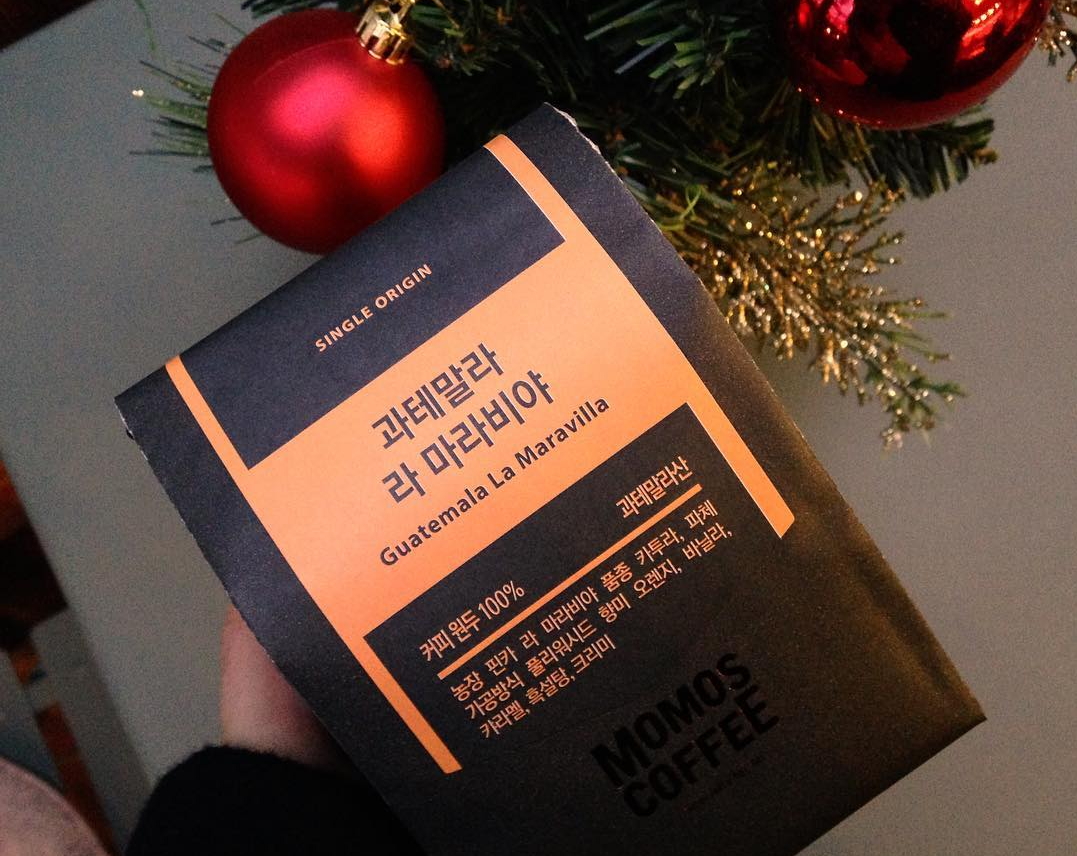 SINGLE ORIGIN
과테말라
라 마라비야
Guatemala La Maravilla
커피 원두 100% 과테말라산
농장 핀카 라 마라비야 품종 카투라, 파체
가공방식 풀리워시드 향미 오렌지, 바닐라,
캬라멜, 흑설탕, 크리미
MOMOS
COFFEE